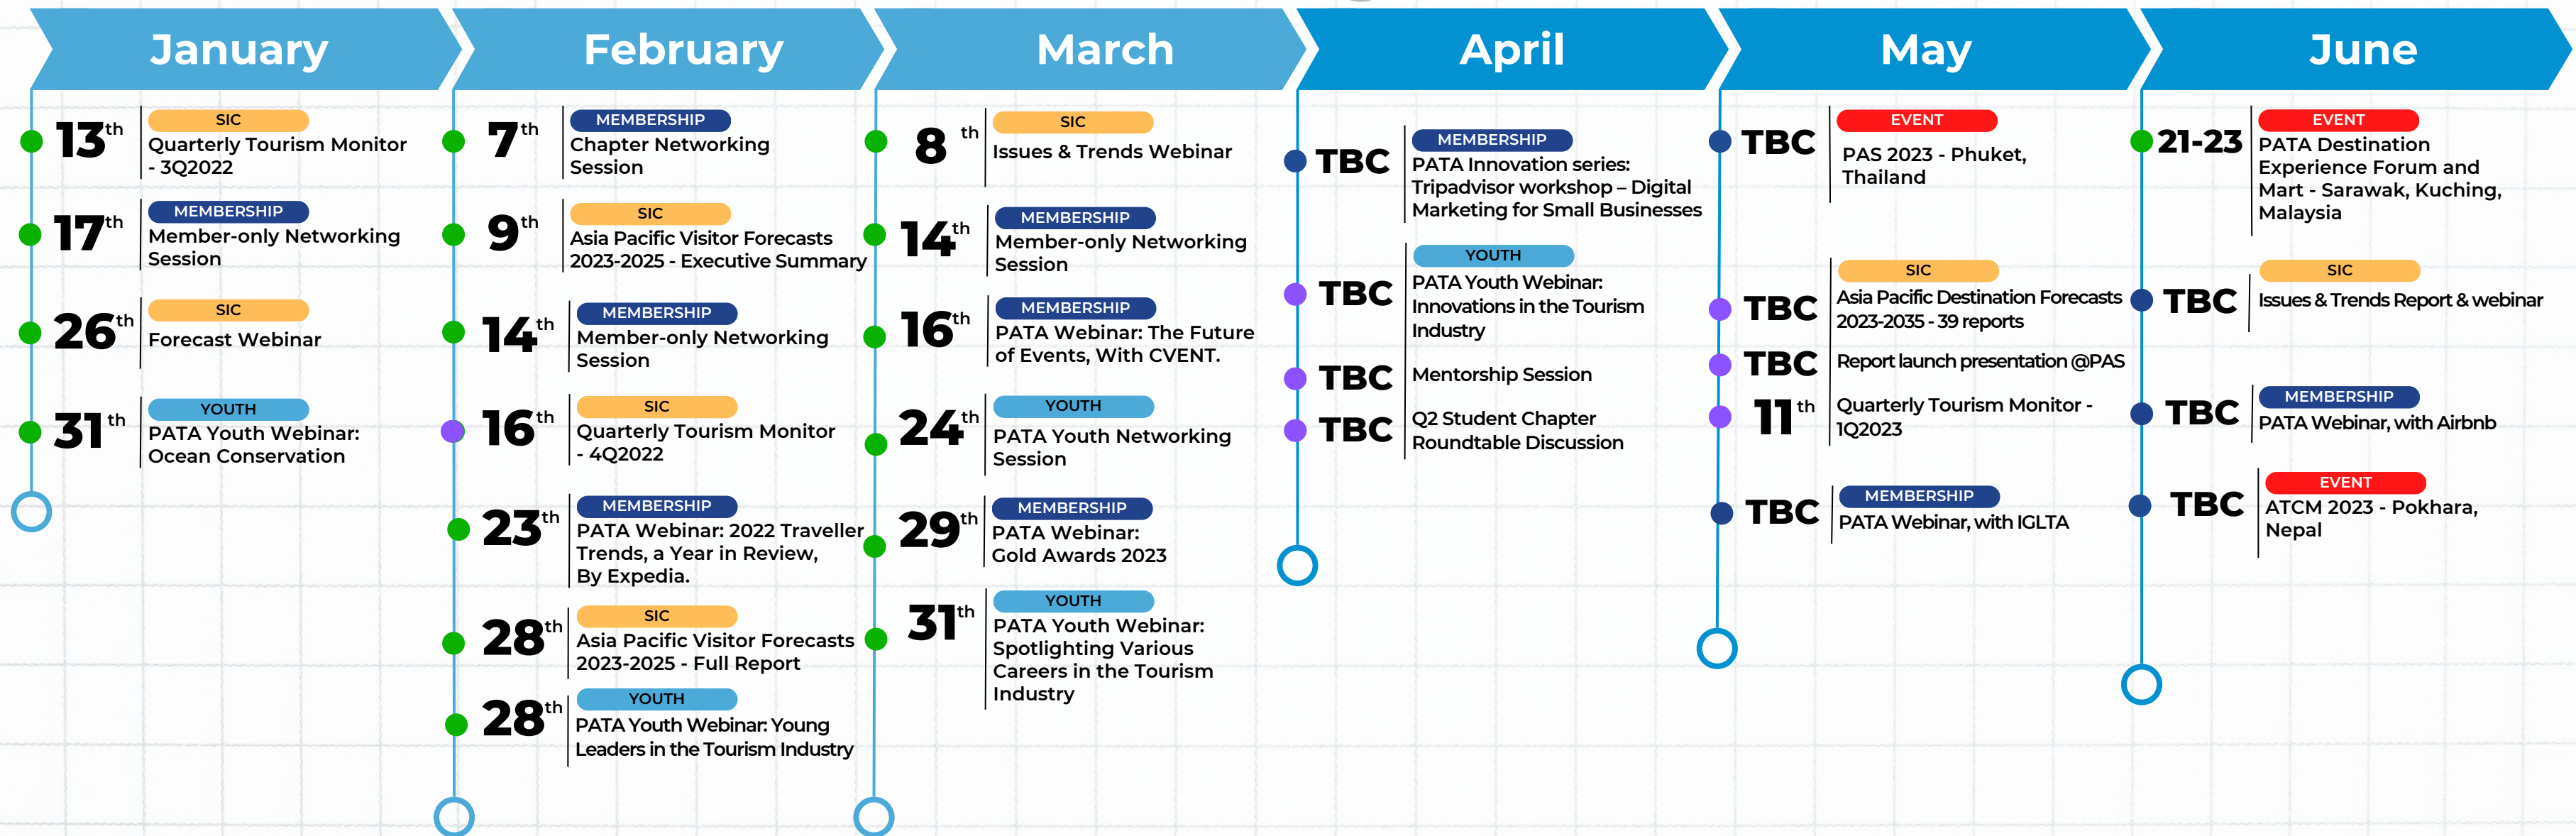 January
13th
SIC
Quarterly Tourism Monitor
- 3Q2022
17th
MEMBERSHIP
Member-only Networking
Session
26th
SIC
Forecast Webinar
31th
YOUTH
PATA Youth Webinar:
Ocean Conservation
February
7th
MEMBERSHIP
Chapter Networking
Session
9th
SIC
Asia Pacific Visitor Forecasts
2023-2025 - Executive Summary
14th
MEMBERSHIP
Member-only Networking
Session
16th
SIC
Quarterly Tourism Monitor
- 4Q2022
23th
MEMBERSHIP
PATA Webinar: 2022 Traveller
Trends, a Year in Review,
By Expedia.
28th
SIC
Asia Pacific Visitor Forecasts
2023-2025 - Full Report
28th
YOUTH
PATA Youth Webinar: Young
Leaders in the Tourism Industry
March
8 th
SIC
Issues & Trends Webinar
14th
MEMBERSHIP
Member-only Networking
Session
16th
MEMBERSHIP
PATA Webinar: The Future
of Events, With CVENT.
24th
YOUTH
PATA Youth Networking
Session
29th
MEMBERSHIP
PATA Webinar:
Gold Awards 2023
31th
YOUTH
PATA Youth Webinar:
Spotlighting Various
Careers in the Tourism
Industry
April
TBC
MEMBERSHIP
PATA Innovation series:
Tripadvisor workshop – Digital
Marketing for Small Businesses
TBC
YOUTH
PATA Youth Webinar:
Innovations in the Tourism
Industry
TBC
Mentorship Session
TBC
Q2 Student Chapter
Roundtable Discussion
May
TBC
EVENT
PAS 2023 - Phuket,
Thailand
TBC
SIC
Asia Pacific Destination Forecasts
2023-2035 - 39 reports
TBC
Report launch presentation @PAS
11th
Quarterly Tourism Monitor -
1Q2023
TBC
MEMBERSHIP
PATA Webinar, with IGLTA
June
21-23
EVENT
PATA Destination
Experience Forum and
Mart - Sarawak, Kuching,
Malaysia
TBC
SIC
Issues & Trends Report & webinar
TBC
MEMBERSHIP
PATA Webinar, with Airbnb
TBC
EVENT
ATCM 2023 - Pokhara,
Nepal